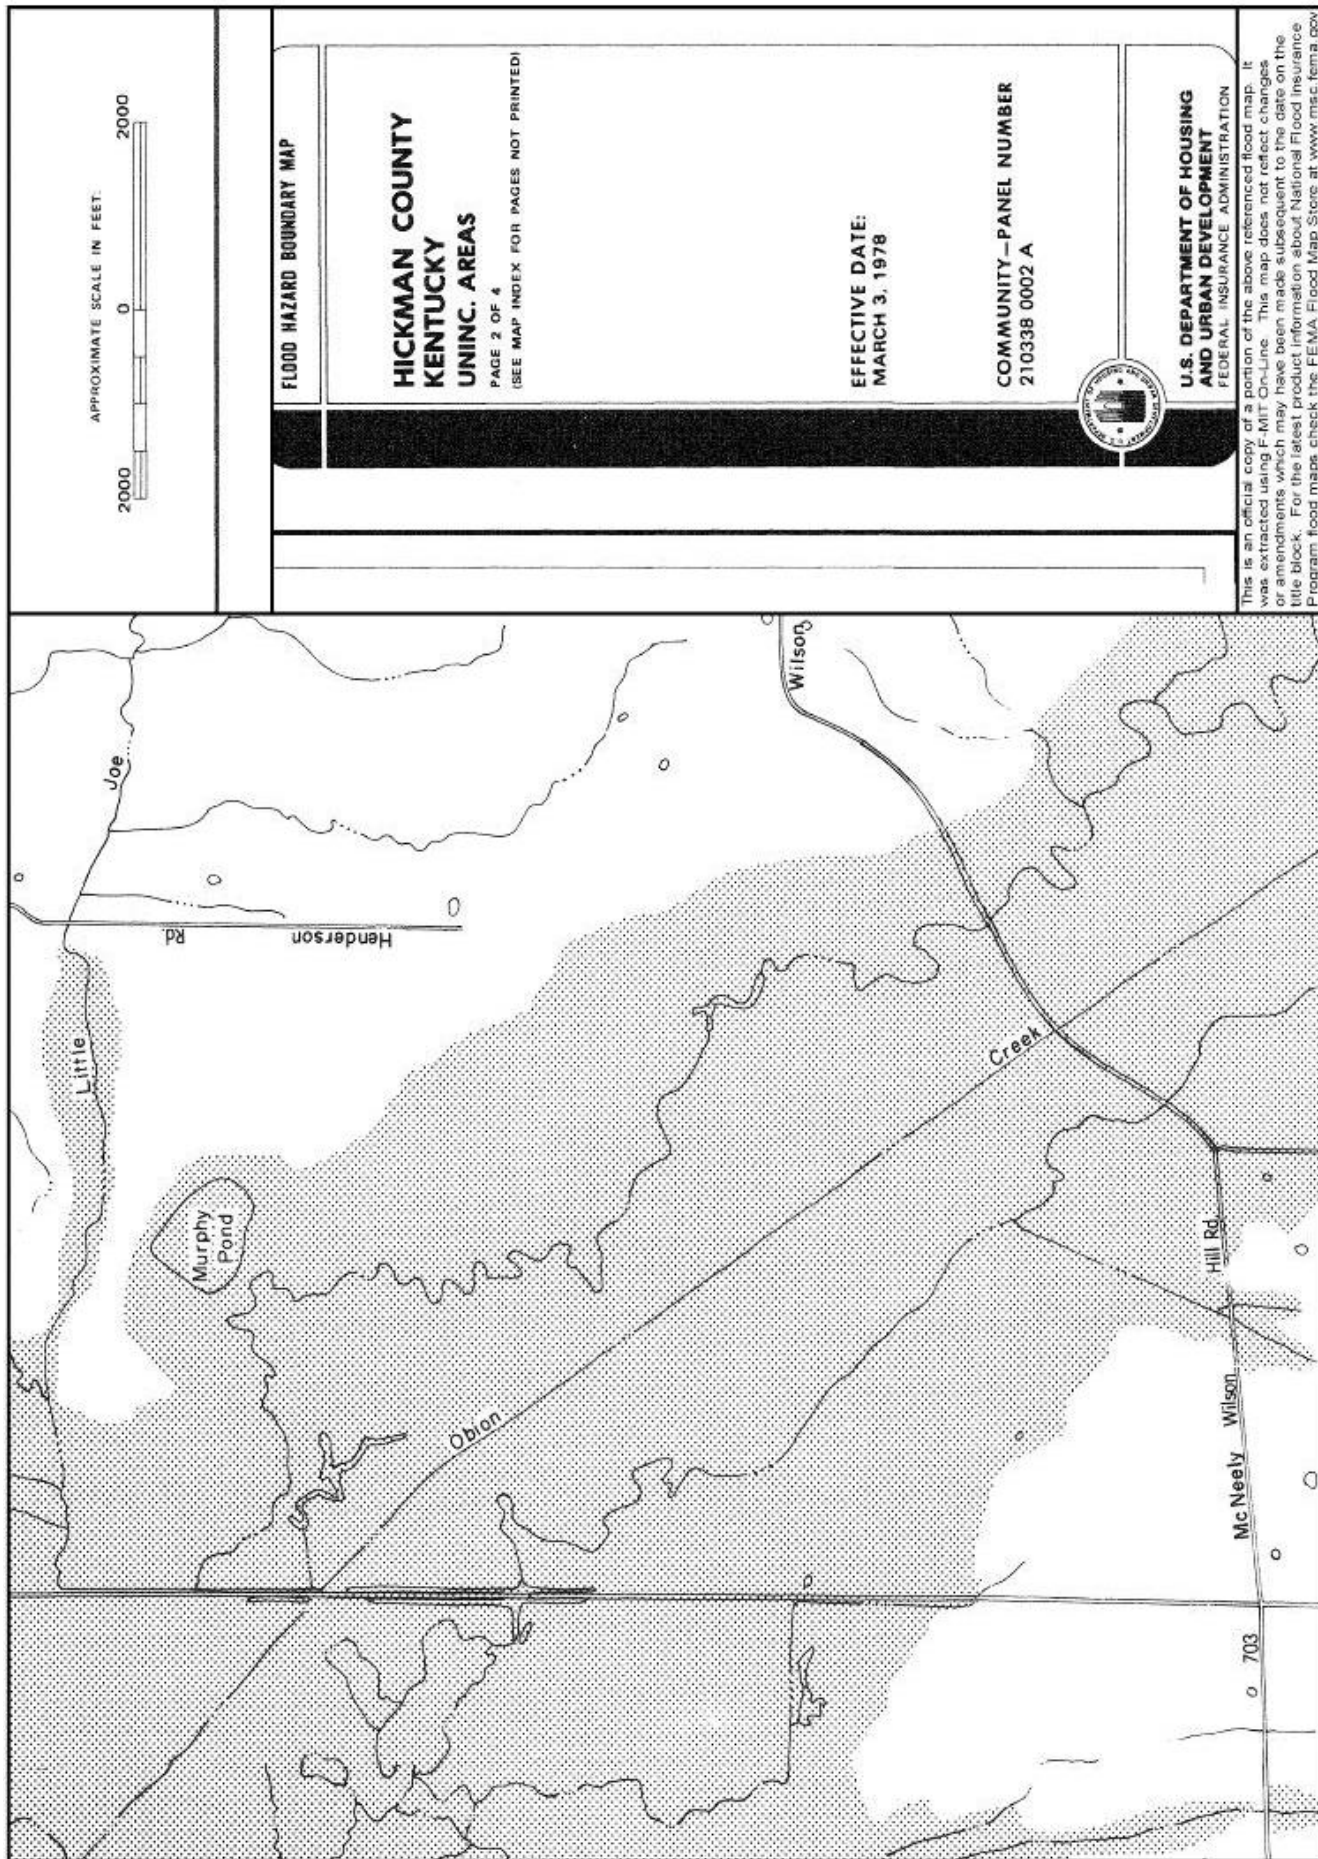 APPROXIMATE SCALE IN FEET:
2000 0 2000
FLOOD HAZARD BOUNDARY MAP
HICKMAN COUNTY
KENTUCKY
UNINC. AREAS
PAGE 2 OF 4
(SEE MAP INDEX FOR PAGES NOT PRINTED)
EFFECTIVE DATE:
MARCH 3, 1978
COMMUNITY—PANEL NUMBER
210338 0002 A
U.S. DEPARTMENT OF HOUSING
AND URBAN DEVELOPMENT
FEDERAL INSURANCE ADMINISTRATION
This is an official copy of a portion of the above referenced flood map. It
was extracted using F-MIT On-Line. This map does not reflect changes
or amendments which may have been made subsequent to the date on the
title block. For the latest product information about National Flood Insurance
Program flood maps check the FEMA Flood Map Store at www.msc.fema.gov
Little
Joe
Henderson
Rd.
Murphy
Pond
Obion
Creek
Wilson
Hill Rd
McNeely
Wilson
703